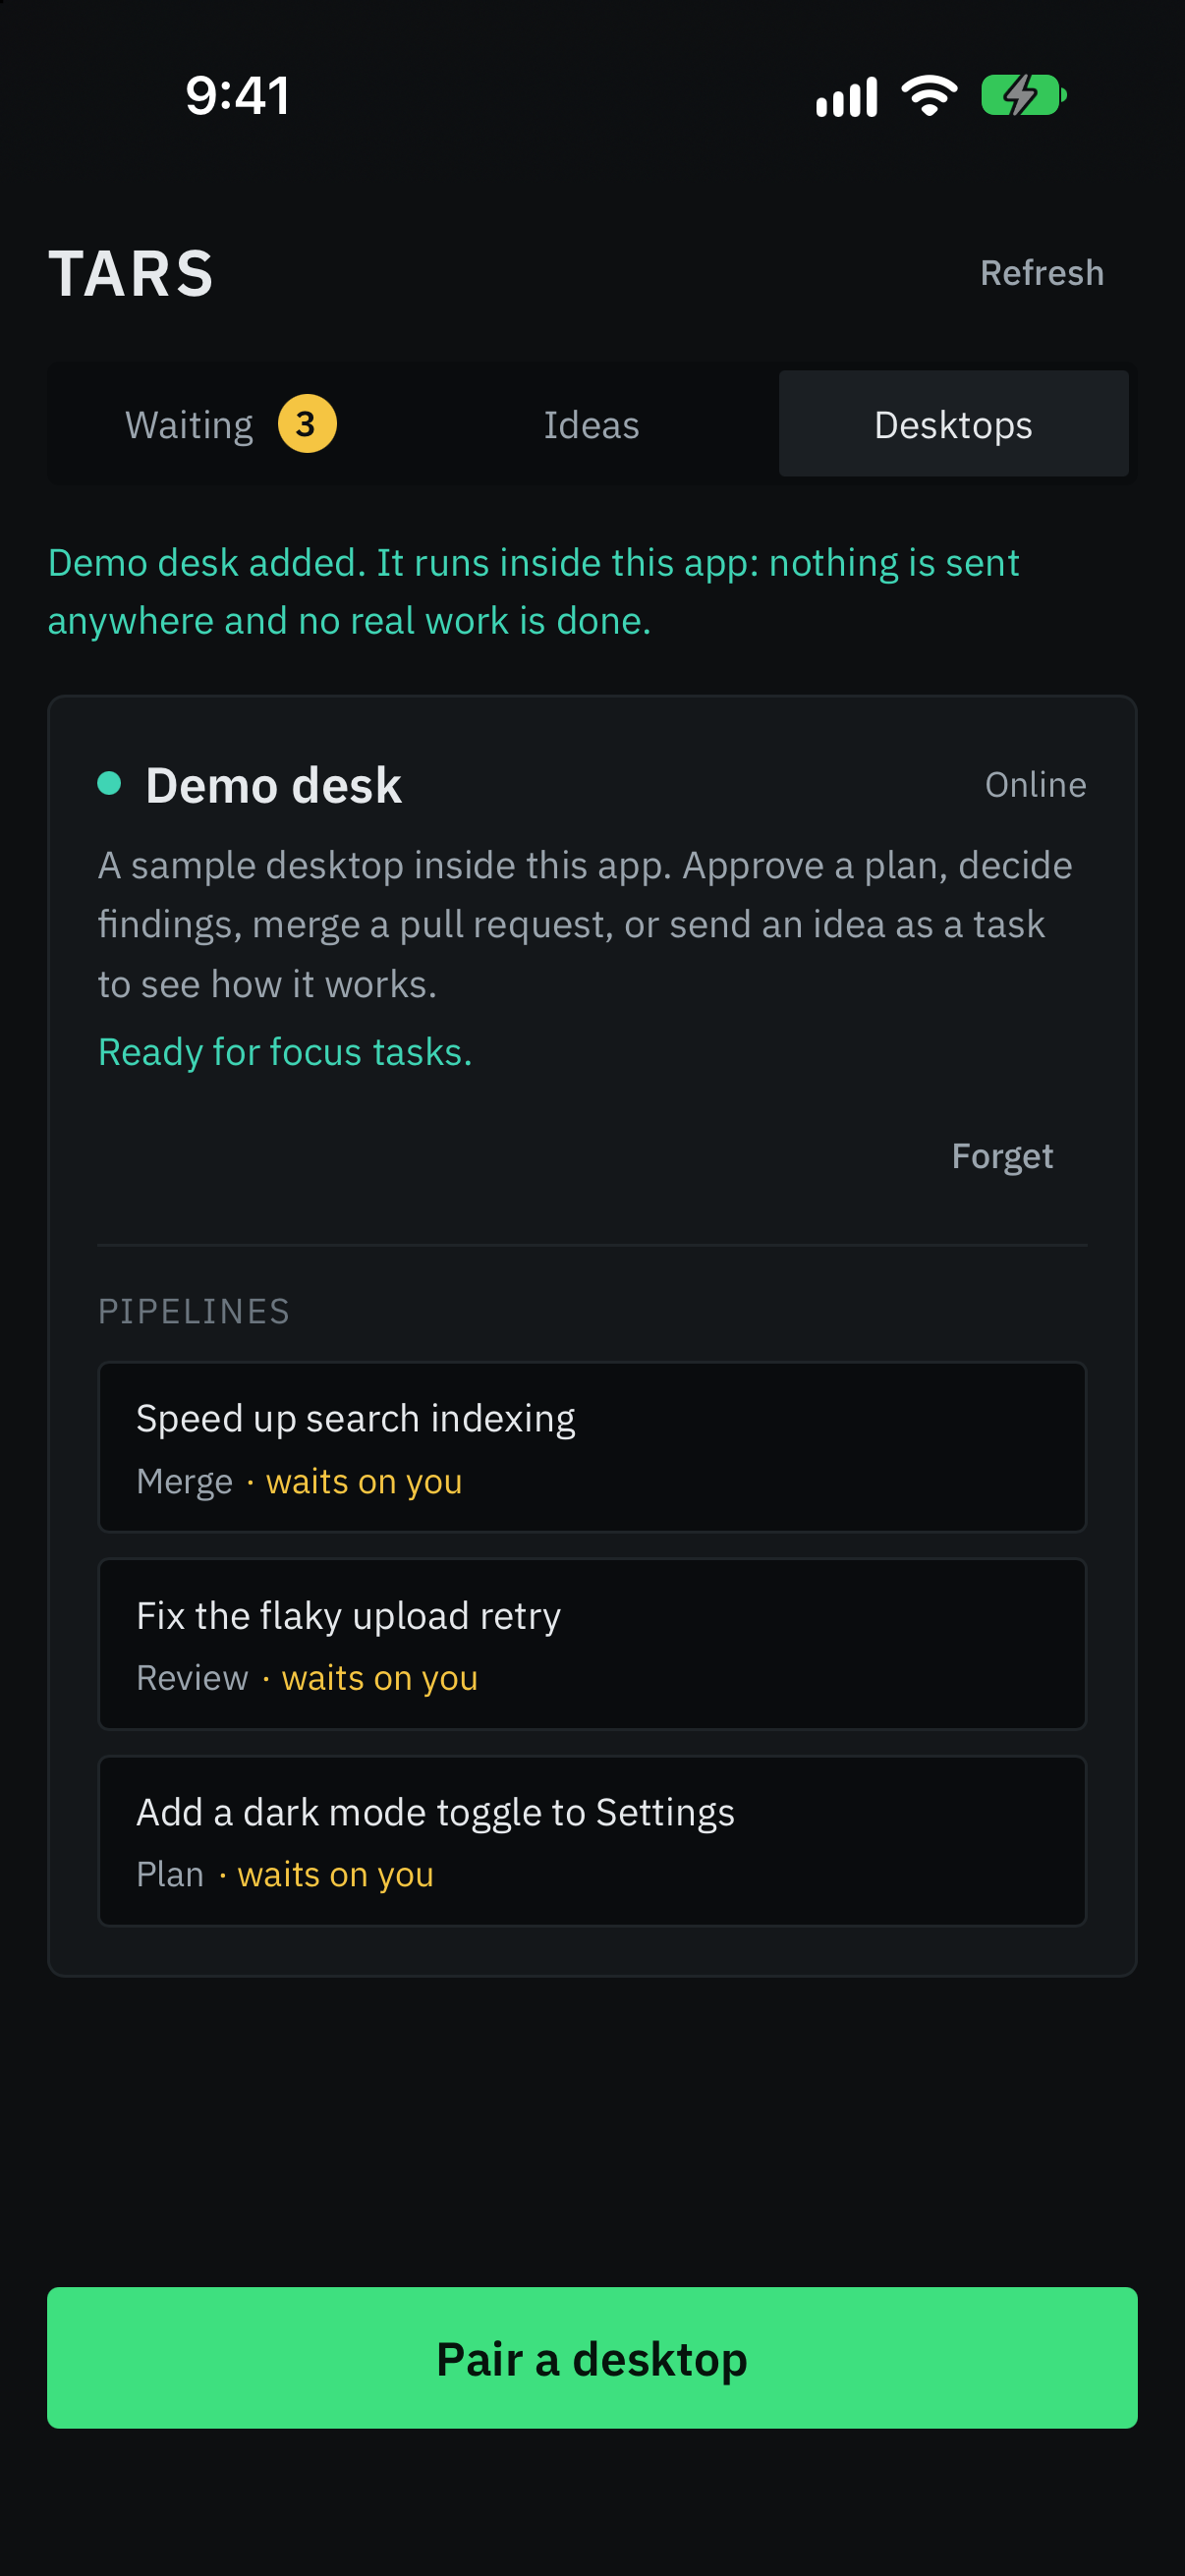 9:41
TARS
Refresh
Waiting 3
Ideas
Desktops
Demo desk added. It runs inside this app: nothing is sent
anywhere and no real work is done.
Demo desk
Online
A sample desktop inside this app. Approve a plan, decide
findings, merge a pull request, or send an idea as a task
to see how it works.
Ready for focus tasks.
Forget
PIPELINES
Speed up search indexing
Merge · waits on you
Fix the flaky upload retry
Review · waits on you
Add a dark mode toggle to Settings
Plan · waits on you
Pair a desktop